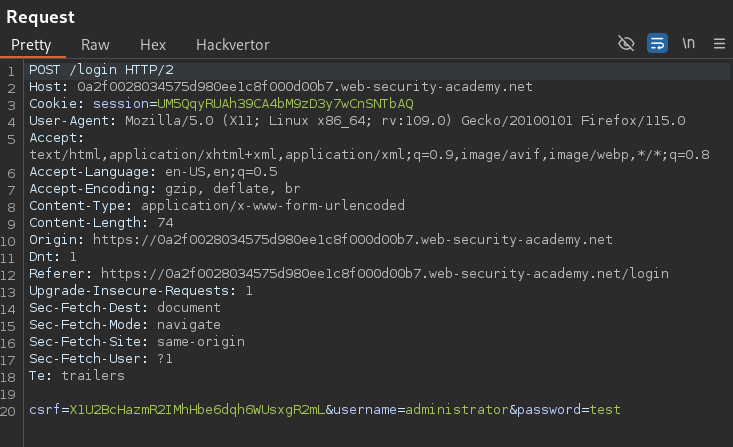 Request
Pretty Raw Hex Hackvertor
\n
1 POST /login HTTP/2
2 Host: 0a2f0028034575d980ee1c8f000d00b7.web-security-academy.net
3 Cookie: session=UM5QqyRUAh39CA4bM9zD3y7wCnSNTbAQ
4 User-Agent: Mozilla/5.0 (X11; Linux x86_64; rv:109.0) Gecko/20100101 Firefox/115.0
5 Accept:
text/html,application/xhtml+xml,application/xml;q=0.9,image/avif,image/webp,*/*;q=0.8
6 Accept-Language: en-US,en;q=0.5
7 Accept-Encoding: gzip, deflate, br
8 Content-Type: application/x-www-form-urlencoded
9 Content-Length: 74
10 Origin: https://0a2f0028034575d980ee1c8f000d00b7.web-security-academy.net
11 Dnt: 1
12 Referer: https://0a2f0028034575d980ee1c8f000d00b7.web-security-academy.net/login
13 Upgrade-Insecure-Requests: 1
14 Sec-Fetch-Dest: document
15 Sec-Fetch-Mode: navigate
16 Sec-Fetch-Site: same-origin
17 Sec-Fetch-User: ?1
18 Te: trailers
19
20 csrf=X1U2BcHazmR2IMhHbe6dqh6WUsxgR2mL&username=administrator&password=test